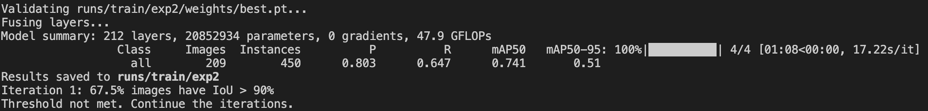 Validating runs/train/exp2/weights/best.pt...
Fusing layers...
Model summary: 212 layers, 20852934 parameters, 0 gradients, 47.9 GFLOPs
Class Images Instances P R mAP50 mAP50-95: 100%|██████████| 4/4 [01:08<00:00, 17.22s/it]
all 209 450 0.803 0.647 0.741 0.51
Results saved to runs/train/exp2
Iteration 1: 67.5% images have IoU > 90%
Threshold not met. Continue the iterations.